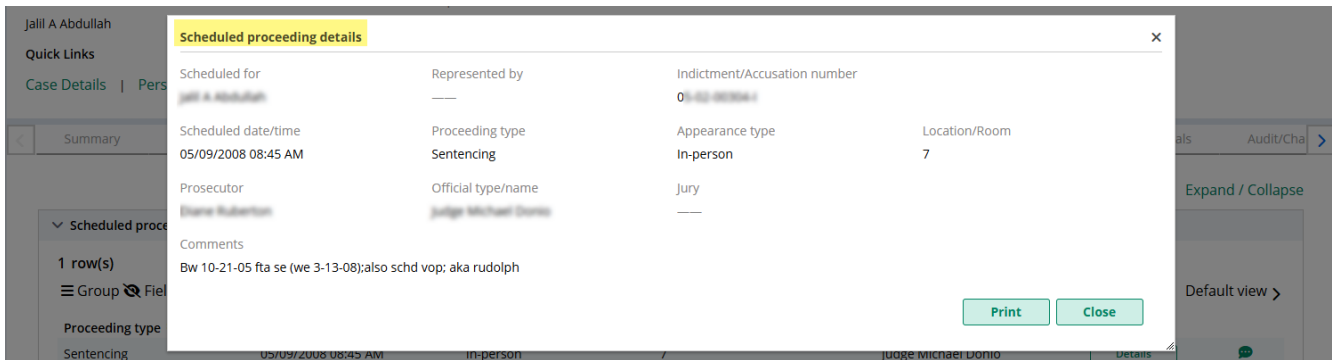 Jalil A Abdullah
Quick Links
Case Details | Pers
Summary
als Audit/Cha
Expand / Collapse
Scheduled proce
1 row(s)
Group Fiel
Default view
Proceeding type
Sentencing 05/09/2008 08:45 AM In-person 7 Judge Michael Donio Details
Scheduled proceeding details
Scheduled for Represented by Indictment/Accusation number
—— 0
Scheduled date/time Proceeding type Appearance type Location/Room
05/09/2008 08:45 AM Sentencing In-person 7
Prosecutor Official type/name Jury
——
Comments
Bw 10-21-05 fta se (we 3-13-08);also schd vop; aka rudolph
Print Close